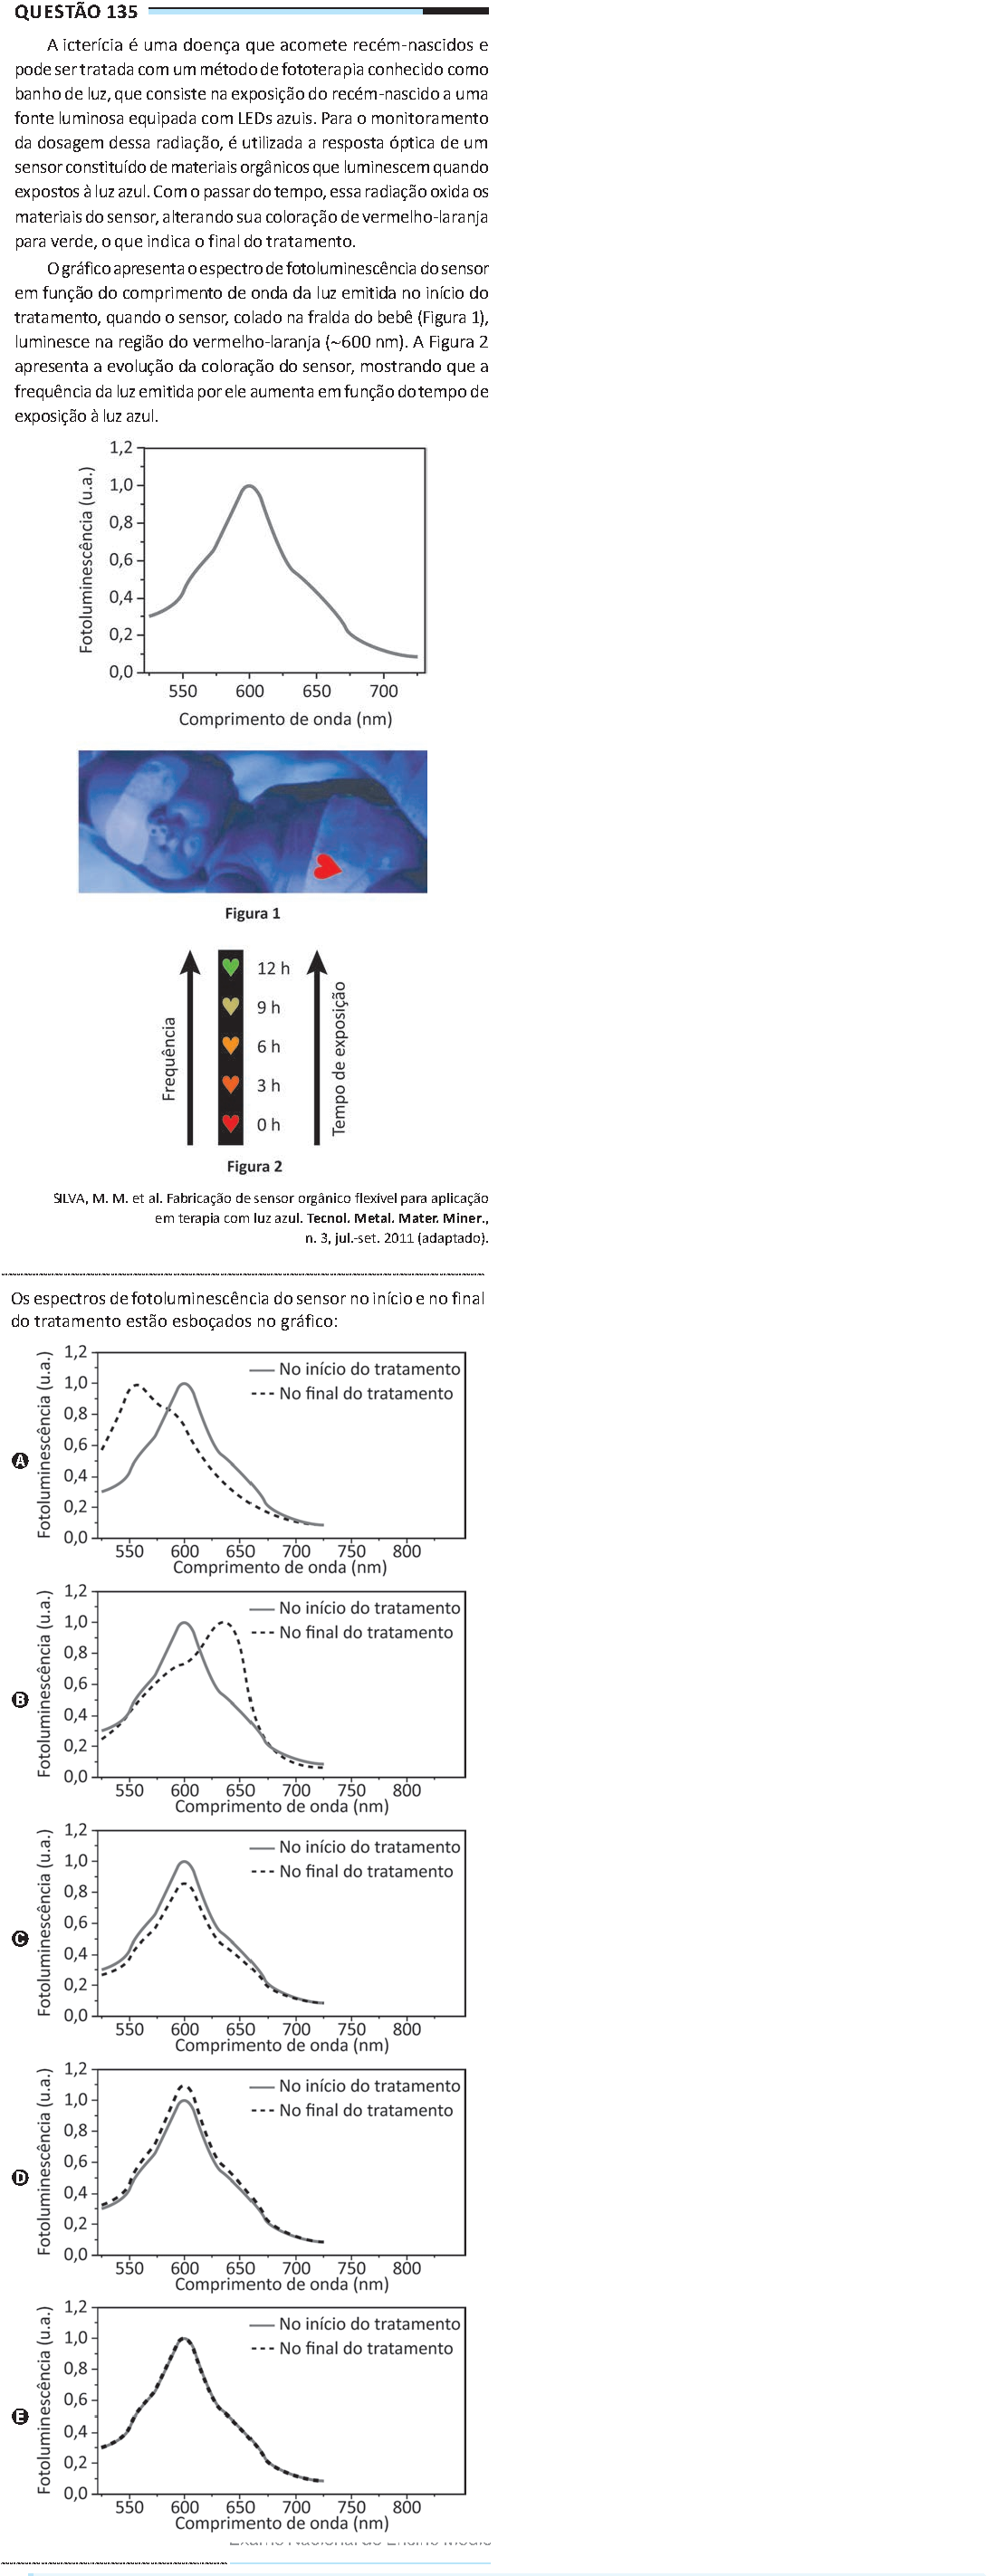 QUESTÃO 135
A icterícia é uma doença que acomete recém-nascidos e
pode ser tratada com um método de fototerapia conhecido como
banho de luz, que consiste na exposição do recém-nascido a uma
fonte luminosa equipada com LEDs azuis. Para o monitoramento
da dosagem dessa radiação, é utilizada a resposta óptica de um
sensor constituído de materiais orgânicos que luminescem quando
expostos à luz azul. Com o passar do tempo, essa radiação oxida os
materiais do sensor, alterando sua coloração de vermelho-laranja
para verde, o que indica o final do tratamento.
O gráfico apresenta o espectro de fotoluminescência do sensor
em função do comprimento de onda da luz emitida no início do
tratamento, quando o sensor, colado na fralda do bebê (Figura 1),
luminesce na região do vermelho-laranja (~600 nm). A Figura 2
apresenta a evolução da coloração do sensor, mostrando que a
frequência da luz emitida por ele aumenta em função do tempo de
exposição à luz azul.
Fotoluminescência (u.a.)
1,2
1,0
0,8
0,6
0,4
0,2
0,0
550 600 650 700
Comprimento de onda (nm)
Figura 1
Frequência
12 h
9 h
6 h
3 h
0 h
Tempo de exposição
Figura 2
SILVA, M. M. et al. Fabricação de sensor orgânico flexível para aplicação
em terapia com luz azul. Tecnol. Metal. Mater. Miner.,
n. 3, jul.-set. 2011 (adaptado).
Os espectros de fotoluminescência do sensor no início e no final
do tratamento estão esboçados no gráfico:
A
Fotoluminescência (u.a.)
1,2
1,0
0,8
0,6
0,4
0,2
0,0
No início do tratamento
No final do tratamento
550 600 650 700 750 800
Comprimento de onda (nm)
B
Fotoluminescência (u.a.)
1,2
1,0
0,8
0,6
0,4
0,2
0,0
No início do tratamento
No final do tratamento
550 600 650 700 750 800
Comprimento de onda (nm)
C
Fotoluminescência (u.a.)
1,2
1,0
0,8
0,6
0,4
0,2
0,0
No início do tratamento
No final do tratamento
550 600 650 700 750 800
Comprimento de onda (nm)
D
Fotoluminescência (u.a.)
1,2
1,0
0,8
0,6
0,4
0,2
0,0
No início do tratamento
No final do tratamento
550 600 650 700 750 800
Comprimento de onda (nm)
E
Fotoluminescência (u.a.)
1,2
1,0
0,8
0,6
0,4
0,2
0,0
No início do tratamento
No final do tratamento
550 600 650 700 750 800
Comprimento de onda (nm)